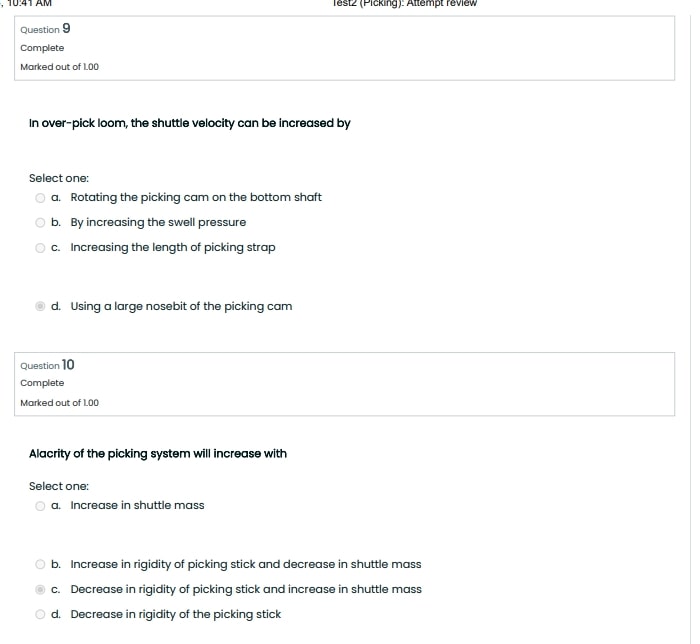 , 10:41 AM
Test2 (Picking): Attempt review
Question 9
Complete
Marked out of 1.00
In over-pick loom, the shuttle velocity can be increased by
Select one:
a. Rotating the picking cam on the bottom shaft
b. By increasing the swell pressure
c. Increasing the length of picking strap
d. Using a large nosebit of the picking cam
Question 10
Complete
Marked out of 1.00
Alacrity of the picking system will increase with
Select one:
a. Increase in shuttle mass
b. Increase in rigidity of picking stick and decrease in shuttle mass
c. Decrease in rigidity of picking stick and increase in shuttle mass
d. Decrease in rigidity of the picking stick